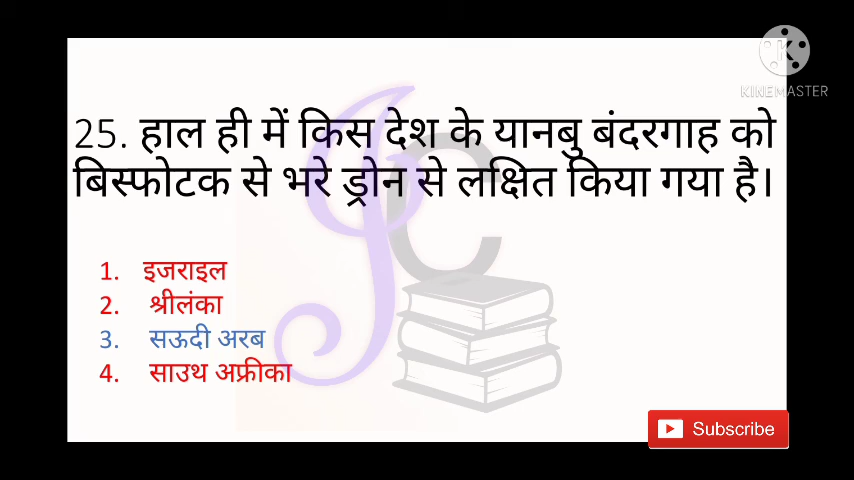 KINEMASTER
25. हाल ही में किस देश के यानबु बंदरगाह को
बिस्फोटक से भरे ड्रोन से लक्षित किया गया है।
1. इजराइल
2. श्रीलंका
3. सऊदी अरब
4. साउथ अफ्रीका
Subscribe